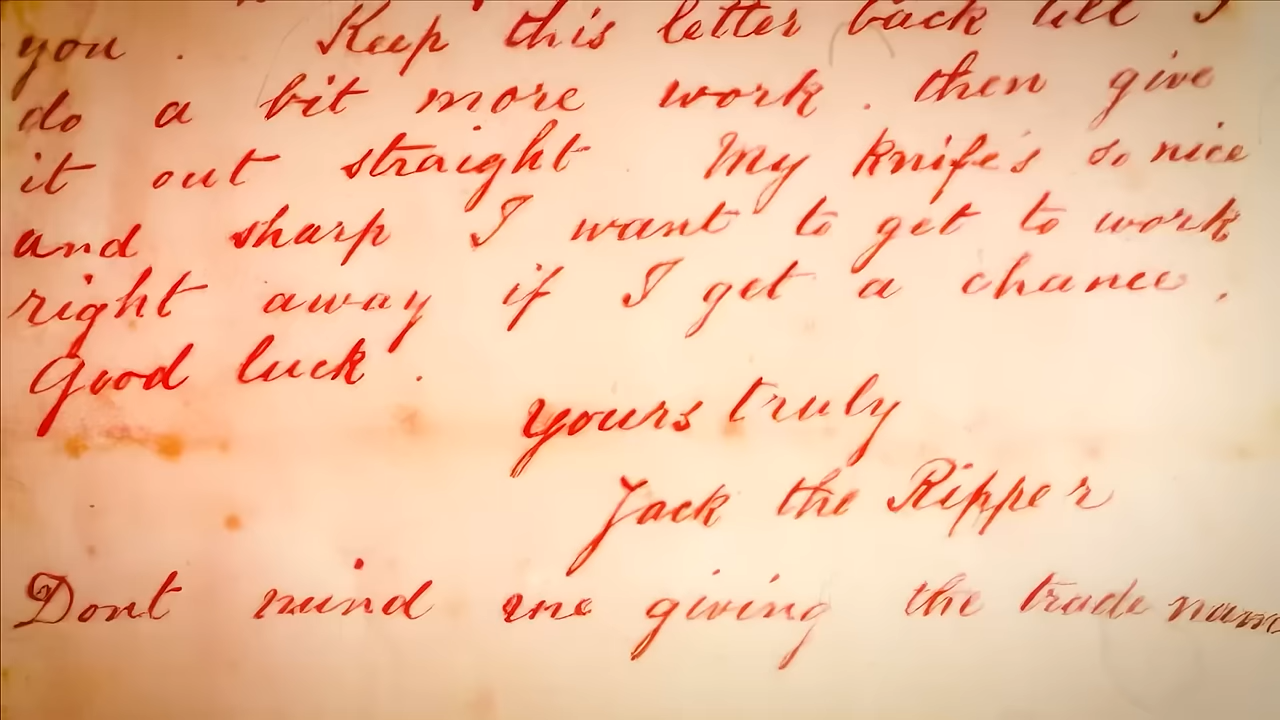 you . Keep this letter back till I
do a bit more work . then give
it out straight My knife's so nice
and sharp I want to get to work
right away if I get a chance .
Good luck .
yours truly
Jack the Ripper
Dont mind me giving the trade name